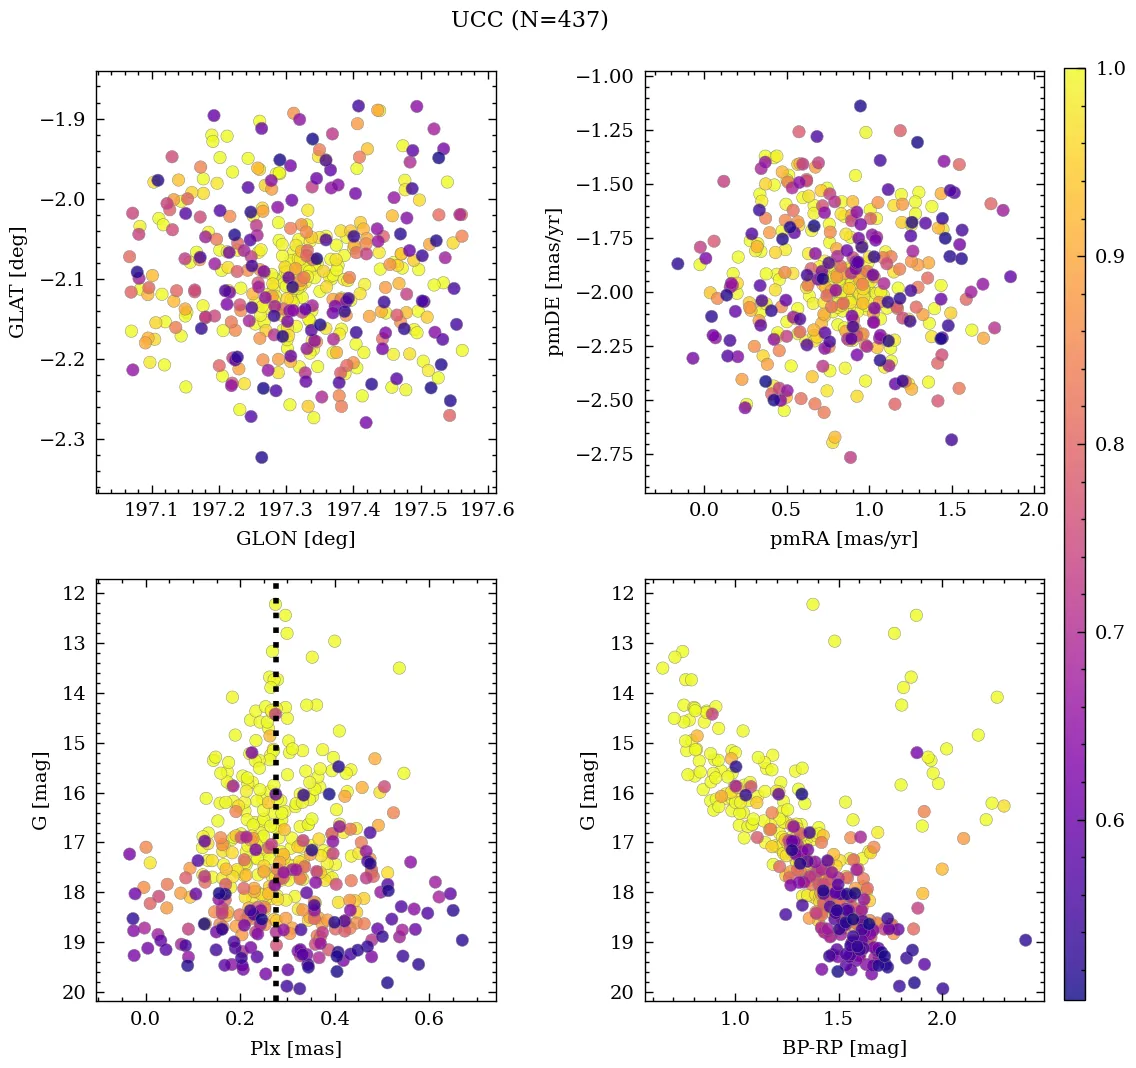 UCC (N=437)
−1.9
−2.0
−2.1
−2.2
−2.3
GLAT [deg]
197.1 197.2 197.3 197.4 197.5 197.6
GLON [deg]
−1.00
−1.25
−1.50
−1.75
−2.00
−2.25
−2.50
−2.75
pmDE [mas/yr]
0.0 0.5 1.0 1.5 2.0
pmRA [mas/yr]
1.0
0.9
0.8
0.7
0.6
12
13
14
15
16
17
18
19
20
G [mag]
0.0 0.2 0.4 0.6
Plx [mas]
12
13
14
15
16
17
18
19
20
G [mag]
1.0 1.5 2.0
BP-RP [mag]